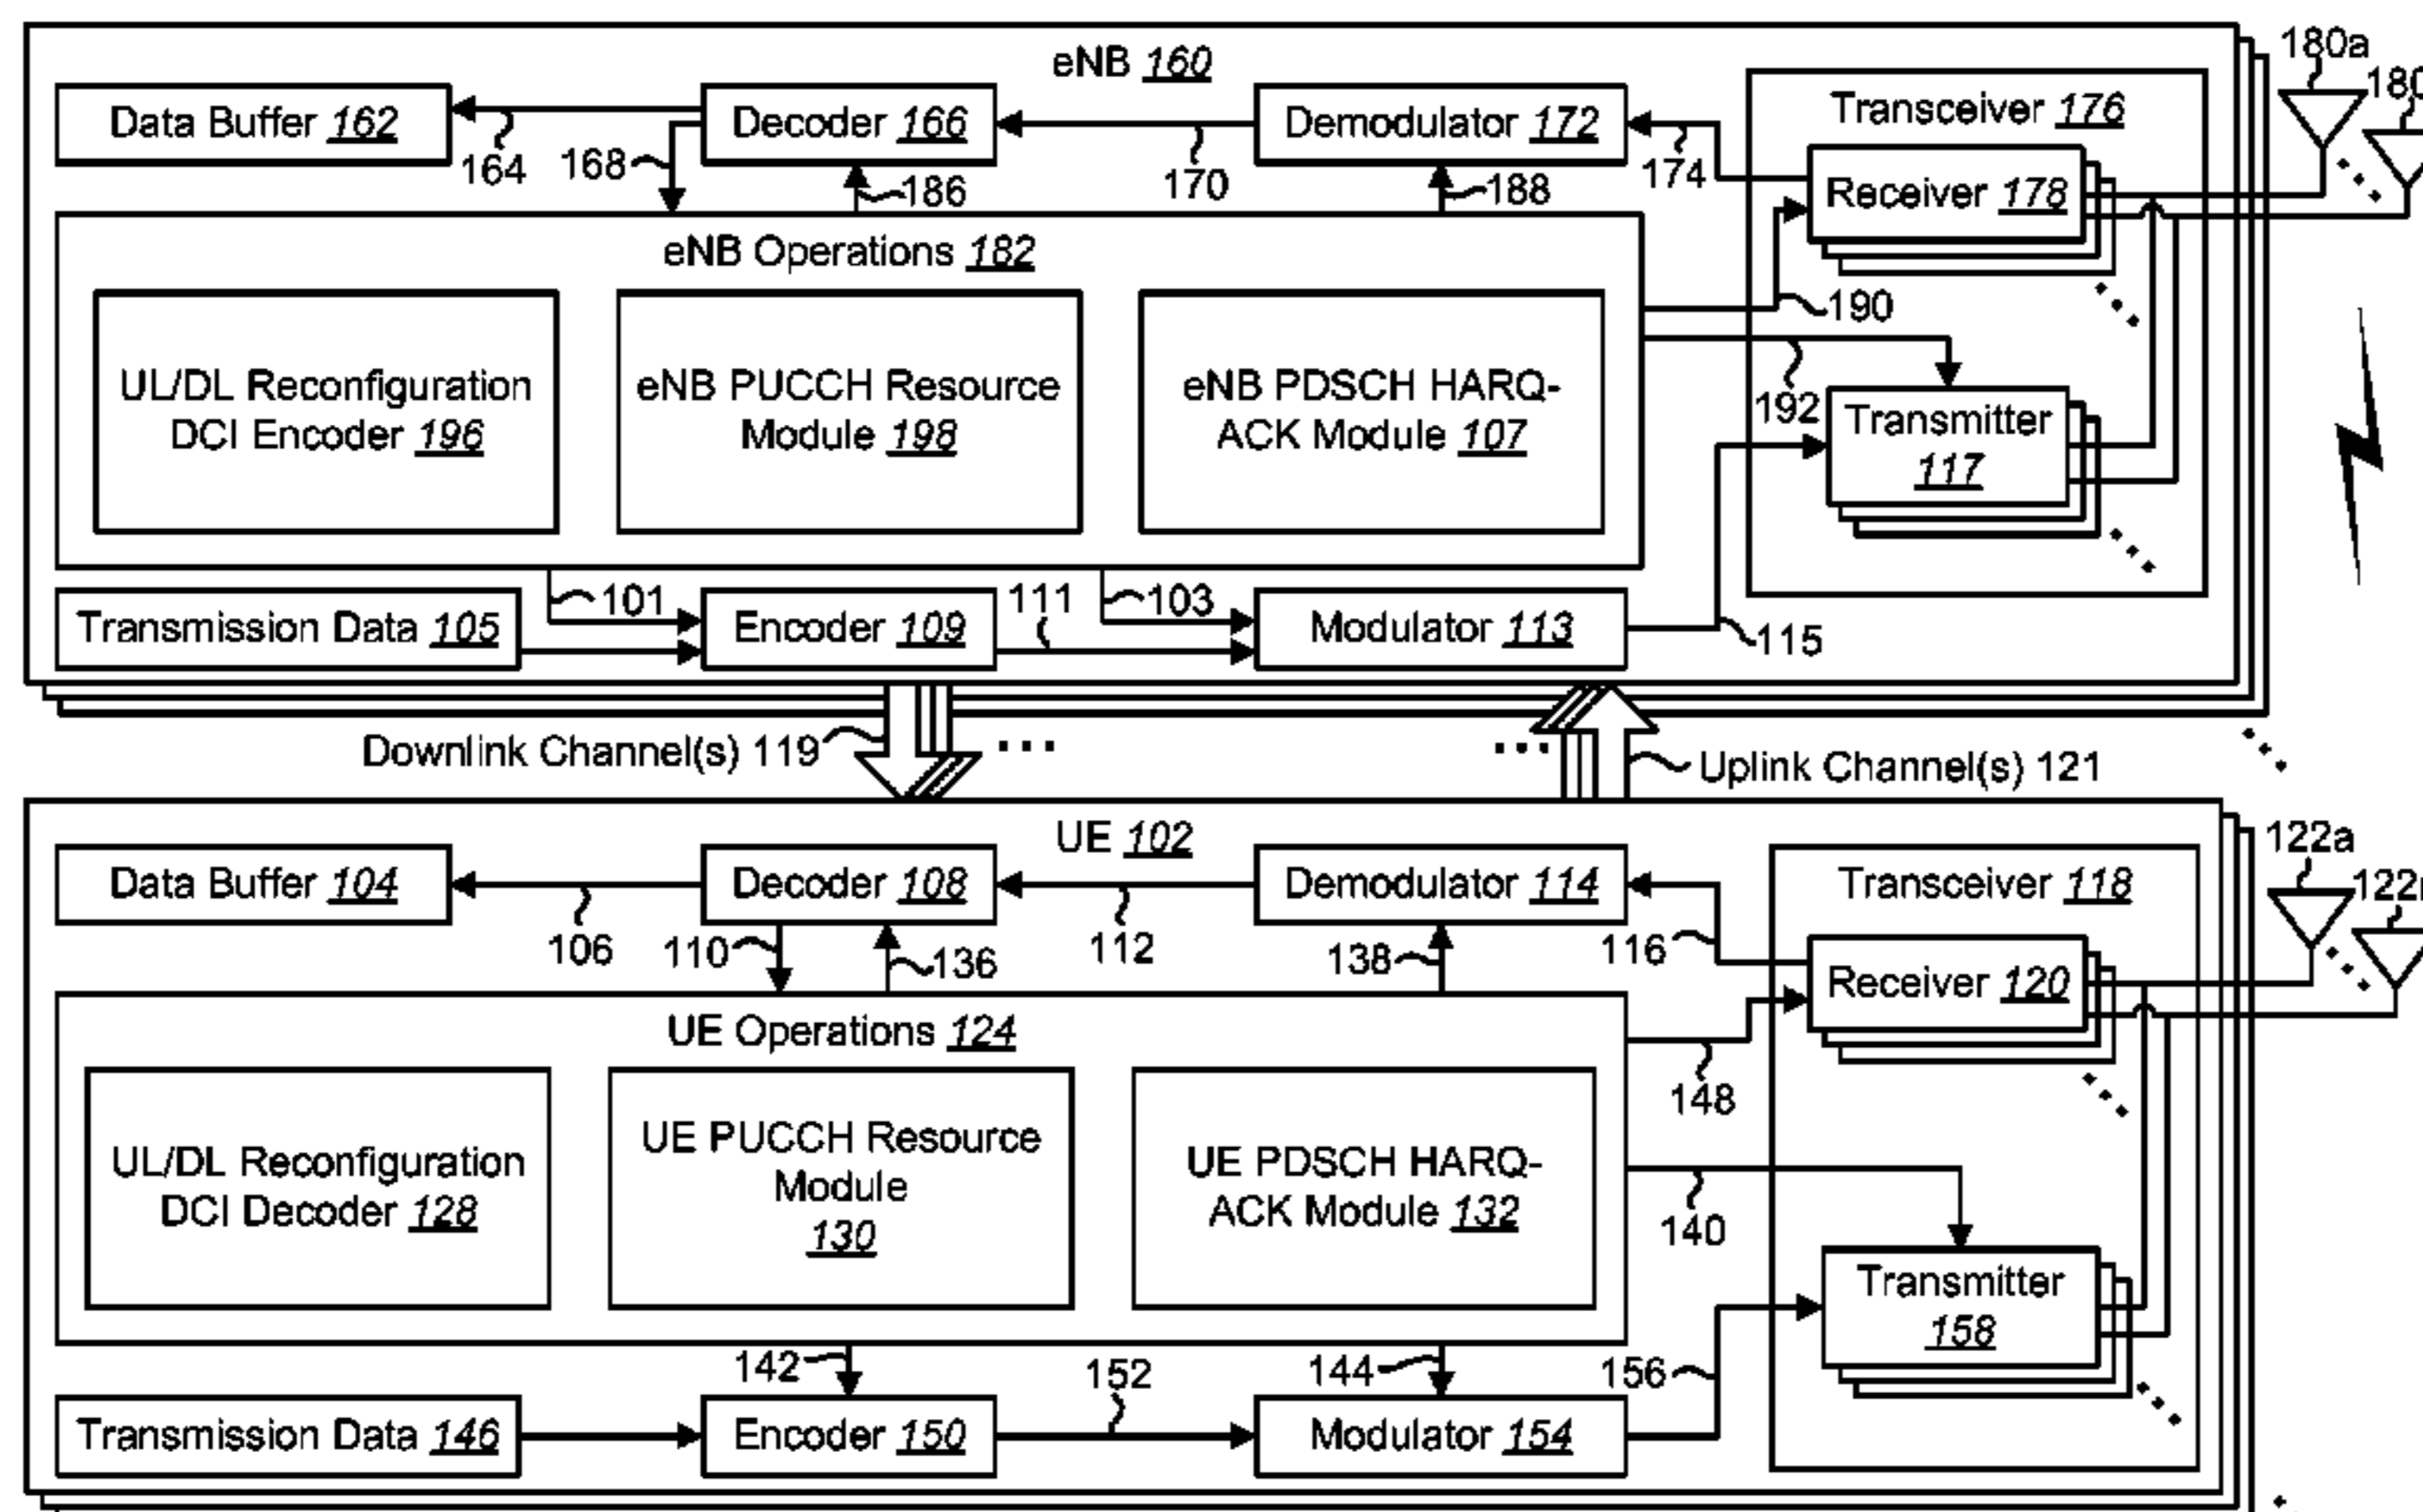 eNB 160
180a
180
Data Buffer 162
Decoder 166
Demodulator 172
Transceiver 176
164
168
186
170
188
174
Receiver 178
eNB Operations 182
190
UL/DL Reconfiguration
DCI Encoder 196
eNB PUCCH Resource
Module 198
eNB PDSCH HARQ-
ACK Module 107
192
Transmitter
117
101
111
103
Transmission Data 105
Encoder 109
Modulator 113
115
Downlink Channel(s) 119
Uplink Channel(s) 121
UE 102
122a
122
Data Buffer 104
Decoder 108
Demodulator 114
Transceiver 118
106
110
136
112
138
116
Receiver 120
UE Operations 124
148
UL/DL Reconfiguration
DCI Decoder 128
UE PUCCH Resource
Module
130
UE PDSCH HARQ-
ACK Module 132
140
Transmitter
158
142
152
144
156
Transmission Data 146
Encoder 150
Modulator 154